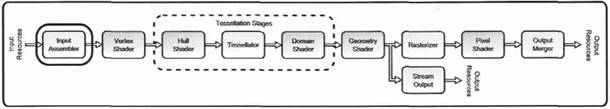 Tessellation Stages
Input
Resources
Input
Assembler
Vertex
Shader
Hull
Shader
Tessellator
Domain
Shader
Geometry
Shader
Rasterizer
Pixel
Shader
Output
Merger
Output
Resources
Stream
Output
Output
Resources